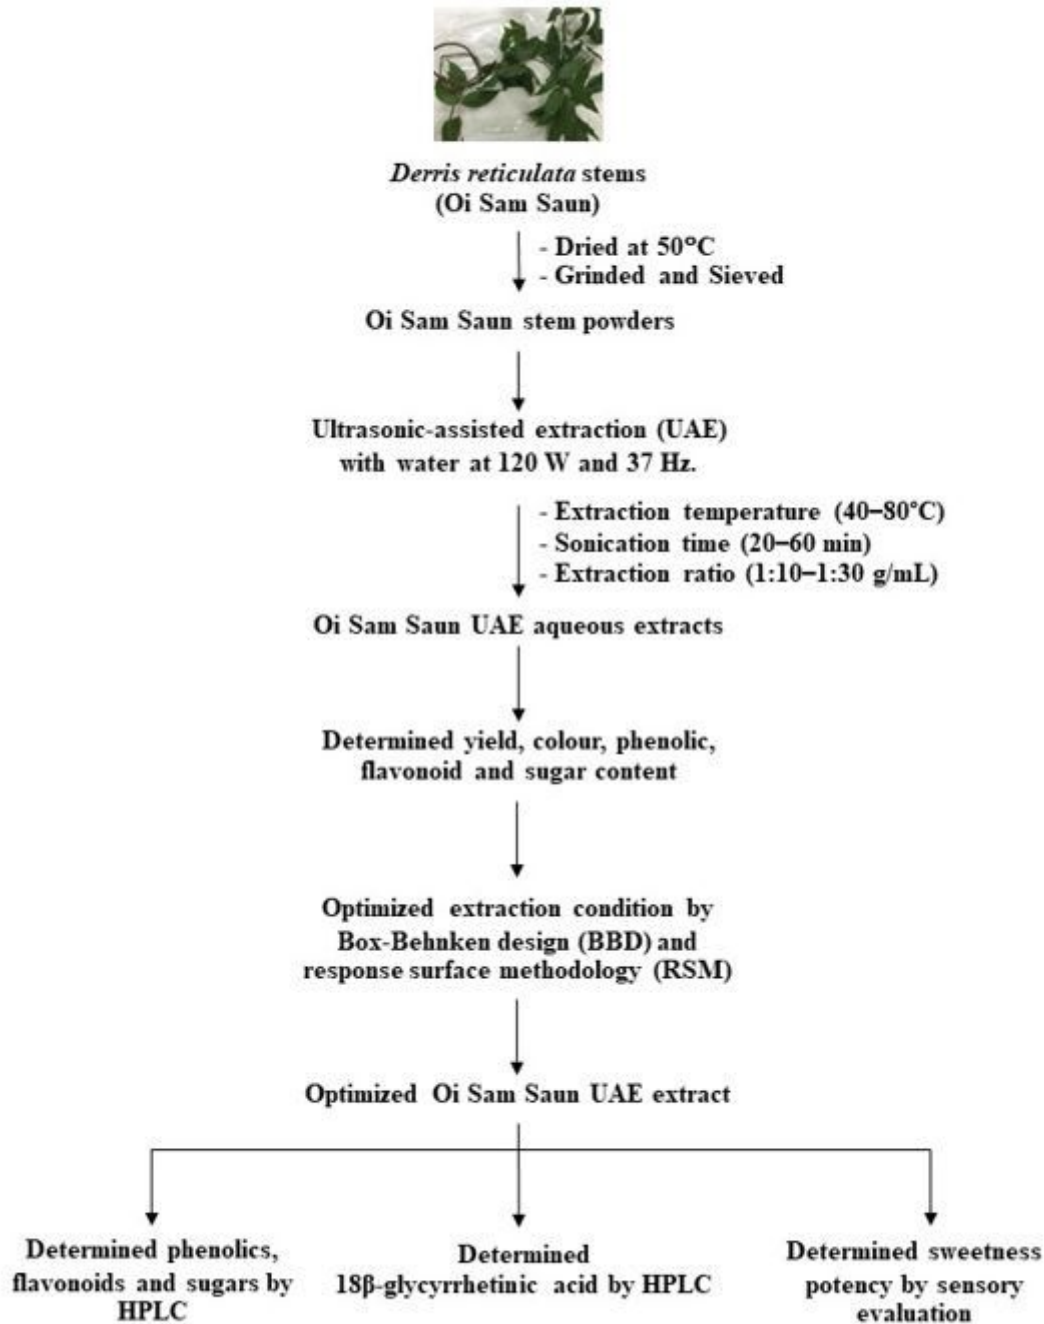 Derris reticulata stems
(Oi Sam Saun)
- Dried at 50°C
- Grinded and Sieved
Oi Sam Saun stem powders
Ultrasonic-assisted extraction (UAE)
with water at 120 W and 37 Hz.
- Extraction temperature (40–80°C)
- Sonication time (20–60 min)
- Extraction ratio (1:10–1:30 g/mL)
Oi Sam Saun UAE aqueous extracts
Determined yield, colour, phenolic,
flavonoid and sugar content
Optimized extraction condition by
Box-Behnken design (BBD) and
response surface methodology (RSM)
Optimized Oi Sam Saun UAE extract
Determined phenolics,
flavonoids and sugars by
HPLC
Determined
18β-glycyrrhetinic acid by HPLC
Determined sweetness
potency by sensory
evaluation